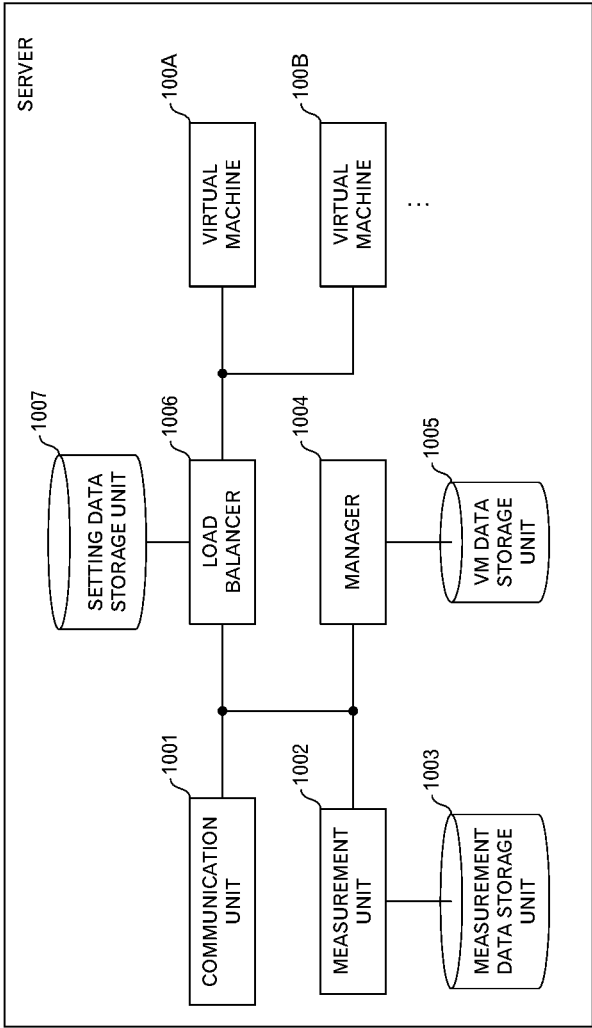 SERVER
1007
SETTING DATA
STORAGE UNIT
1001
COMMUNICATION
UNIT
1006
LOAD
BALANCER
100A
VIRTUAL
MACHINE
1002
MEASUREMENT
UNIT
1004
MANAGER
100B
VIRTUAL
MACHINE
...
1003
MEASUREMENT
DATA STORAGE
UNIT
1005
VM DATA
STORAGE
UNIT